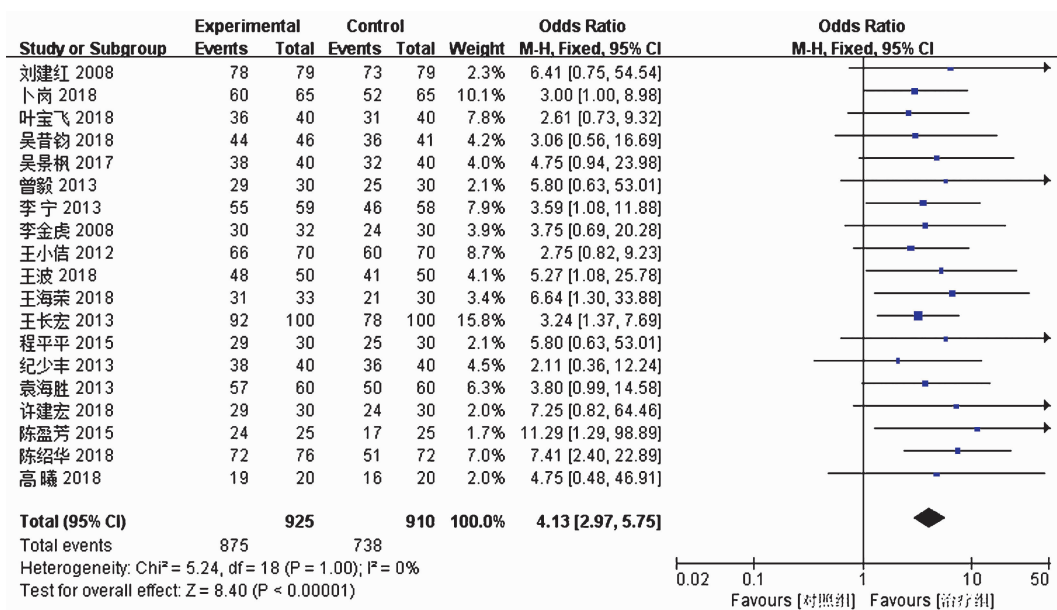 Experimental Control Odds Ratio Odds Ratio
Study or Subgroup Events Total Events Total Weight M-H, Fixed, 95% CI M-H, Fixed, 95% CI
刘建红 2008 78 79 73 79 2.3% 6.41 [0.75, 54.54]
卜岗 2018 60 65 52 65 10.1% 3.00 [1.00, 8.98]
叶宝飞 2018 36 40 31 40 7.8% 2.61 [0.73, 9.32]
吴昔钧 2018 44 46 36 41 4.2% 3.06 [0.56, 16.69]
吴景枫 2017 38 40 32 40 4.0% 4.75 [0.94, 23.98]
曾毅 2013 29 30 25 30 2.1% 5.80 [0.63, 53.01]
李宁 2013 55 59 46 58 7.9% 3.59 [1.08, 11.88]
李金虎 2008 30 32 24 30 3.9% 3.75 [0.69, 20.28]
王小佶 2012 66 70 60 70 8.7% 2.75 [0.82, 9.23]
王波 2018 48 50 41 50 4.1% 5.27 [1.08, 25.78]
王海荣 2018 31 33 21 30 3.4% 6.64 [1.30, 33.88]
王长宏 2013 92 100 78 100 15.8% 3.24 [1.37, 7.69]
程平平 2015 29 30 25 30 2.1% 5.80 [0.63, 53.01]
纪少丰 2013 38 40 36 40 4.5% 2.11 [0.36, 12.24]
袁海胜 2013 57 60 50 60 6.3% 3.80 [0.99, 14.58]
许建宏 2018 29 30 24 30 2.0% 7.25 [0.82, 64.46]
陈盈芳 2015 24 25 17 25 1.7% 11.29 [1.29, 98.89]
陈绍华 2018 72 76 51 72 7.0% 7.41 [2.40, 22.89]
高曦 2018 19 20 16 20 2.0% 4.75 [0.48, 46.91]
Total (95% CI) 925 910 100.0% 4.13 [2.97, 5.75]
Total events 875 738
Heterogeneity: Chi² = 5.24, df = 18 (P = 1.00); I² = 0%
Test for overall effect: Z = 8.40 (P < 0.00001)
0.02 0.1 1 10 50
Favours [对照组] Favours [治疗组]